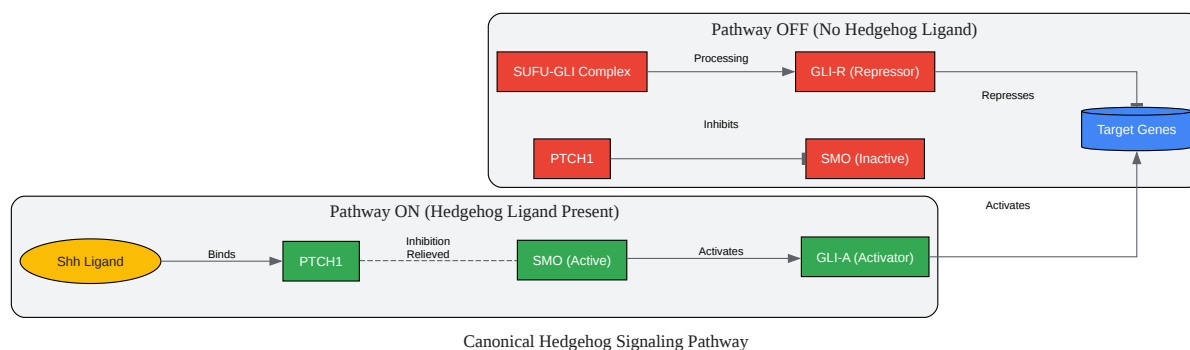 Pathway OFF (No Hedgehog Ligand)
SUFU-GLI Complex
Processing
GLI-R (Repressor)
Represses
Target Genes
PTCH1
Inhibits
SMO (Inactive)
Activates
Pathway ON (Hedgehog Ligand Present)
Shh Ligand
Binds
PTCH1
Inhibition
Relieved
SMO (Active)
Activates
GLI-A (Activator)
Canonical Hedgehog Signaling Pathway